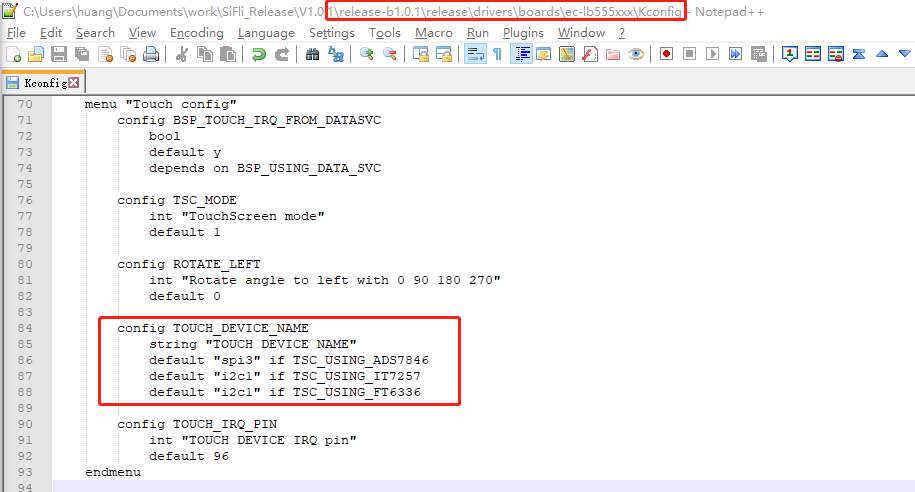 C:\Users\huang\Documents\work\SiFli_Release\V1.0.1\release-b1.0.1\release\drivers\boards\ec-lb555xxx\Kconfig - Notepad++
File Edit Search View Encoding Language Settings Tools Macro Run Plugins Window ?
Kconfig
70 menu "Touch config"
71 config BSP_TOUCH_IRQ_FROM_DATASVC
72 bool
73 default y
74 depends on BSP_USING_DATA_SVC
75
76 config TSC_MODE
77 int "TouchScreen mode"
78 default 1
79
80 config ROTATE_LEFT
81 int "Rotate angle to left with 0 90 180 270"
82 default 0
83
84 config TOUCH_DEVICE_NAME
85 string "TOUCH DEVICE NAME"
86 default "spi3" if TSC_USING_ADS7846
87 default "i2c1" if TSC_USING_IT7257
88 default "i2c1" if TSC_USING_FT6336
89
90 config TOUCH_IRQ_PIN
91 int "TOUCH DEVICE IRQ pin"
92 default 96
93 endmenu
94